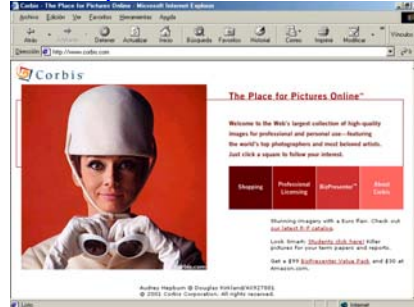 Corbis - The Place for Pictures Online - Microsoft Internet Explorer
Archivo Edición Ver Favoritos Herramientas Ayuda
Atrás Detener Actualizar Inicio Búsqueda Favoritos Historial Correo Imprimir Modificar Vínculos
Dirección http://www.corbis.com
Corbis
The Place for Pictures Online
Welcome to the Web's largest collection of high-quality
images for professional and personal use—featuring
the world's top photographers and most beloved artists.
Just click a square to follow your interest.
Shopping
Professional
Licensing
BizPresenter™
About
Corbis
Stunning imagery with a Euro flair. Check out
our latest R-F catalog.
Look Smart: Students click here! Killer
pictures for your term papers and reports.
Get a $99 BizPresenter Value Pack and $30 at
Amazon.com.
Audrey Hepburn © Douglas Kirkland/
© 2001 Corbis Corporation. All rights reserved.
Listo
Internet